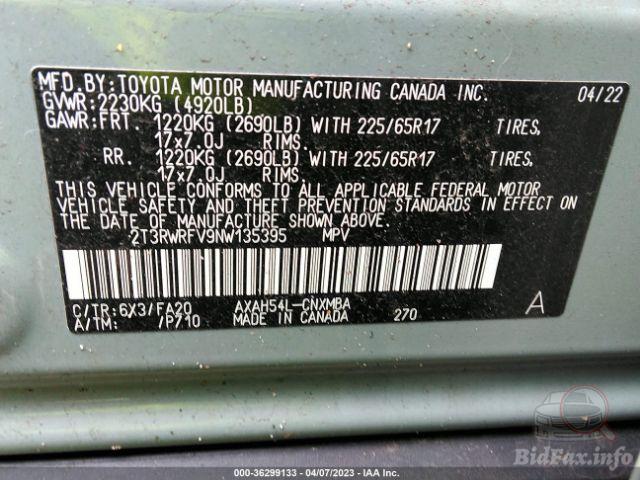 MFD.BY:TOYOTA MOTOR MANUFACTURING CANADA INC. 04/22
GVWR:2230KG (4920LB)
GAWR:FRT. 1220KG (2690LB) WITH 225/65R17 TIRES,
17x7.0J RIMS.
RR. 1220KG (2690LB) WITH 225/65R17 TIRES,
17x7.0J RIMS.
THIS VEHICLE CONFORMS TO ALL APPLICABLE FEDERAL MOTOR
VEHICLE SAFETY AND THEFT PREVENTION STANDARDS IN EFFECT ON
THE DATE OF MANUFACTURE SHOWN ABOVE.
2T3RWRFV9NW135395 MPV
C/TR:6X3/FA20 AXAH54L-CNXMBA A
A/TM: /P710 MADE IN CANADA 270
BidFax.info
000-36299133 - 04/07/2023 - IAA Inc.